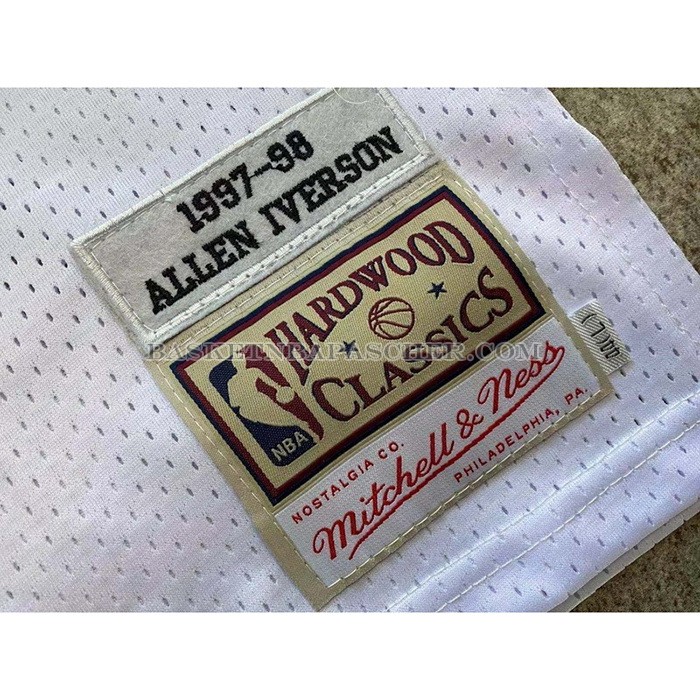 1997-98
ALLEN IVERSON
HARDWOOD
CLASSICS
NBA
BASKETNBAPASCHER.COM
NOSTALGIA CO.
Mitchell & Ness
PHILADELPHIA, PA.